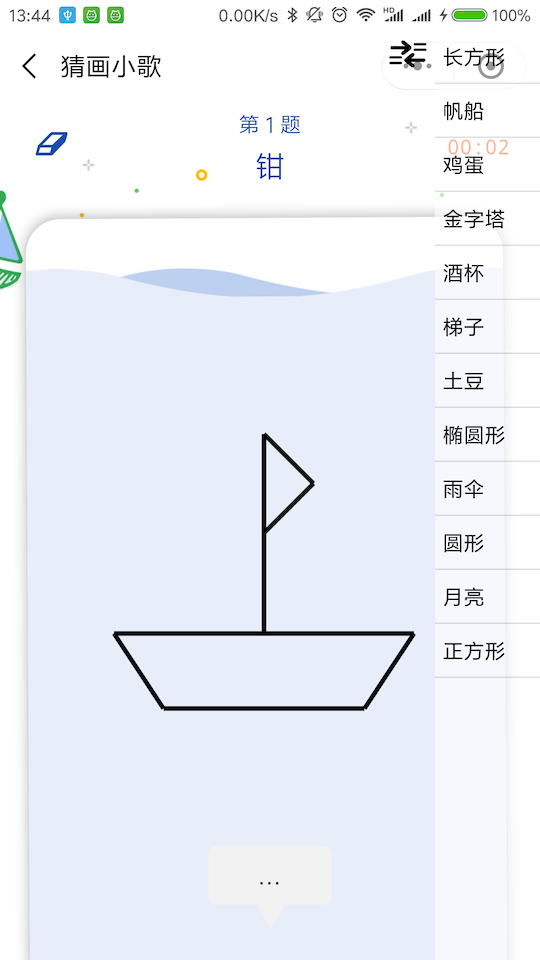 13:44
0.00K/s
HD
100%
猜画小歌
第 1 题
钳
00:02
长方形
帆船
鸡蛋
金字塔
酒杯
梯子
土豆
椭圆形
雨伞
圆形
月亮
正方形
...